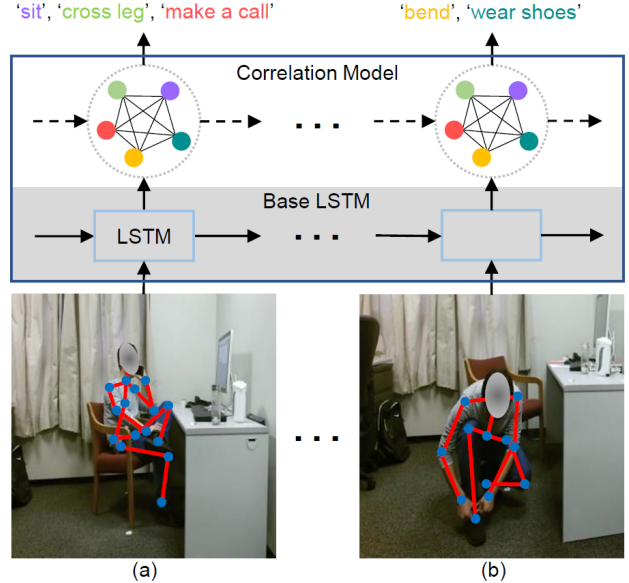 ‘sit’, ‘cross leg’, ‘make a call’
‘bend’, ‘wear shoes’
Correlation Model
. . .
Base LSTM
LSTM
. . .
. . .
(a)
(b)